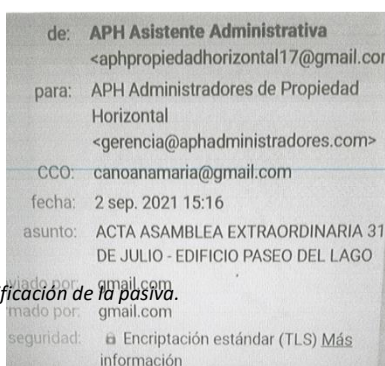 de: APH Asistente Administrativa
<aphpropiedadhorizontal17@gmail.com
para: APH Administradores de Propiedad
Horizontal
<gerencia@aphadministradores.com>
CCO: canoanamaria@gmail.com
fecha: 2 sep. 2021 15:16
asunto: ACTA ASAMBLEA EXTRAORDINARIA 31
DE JULIO - EDIFICIO PASEO DEL LAGO
viado por: gmail.com
ficación de la pasiva.
mado por: gmail.com
seguridad: Encriptación estándar (TLS) Más
información